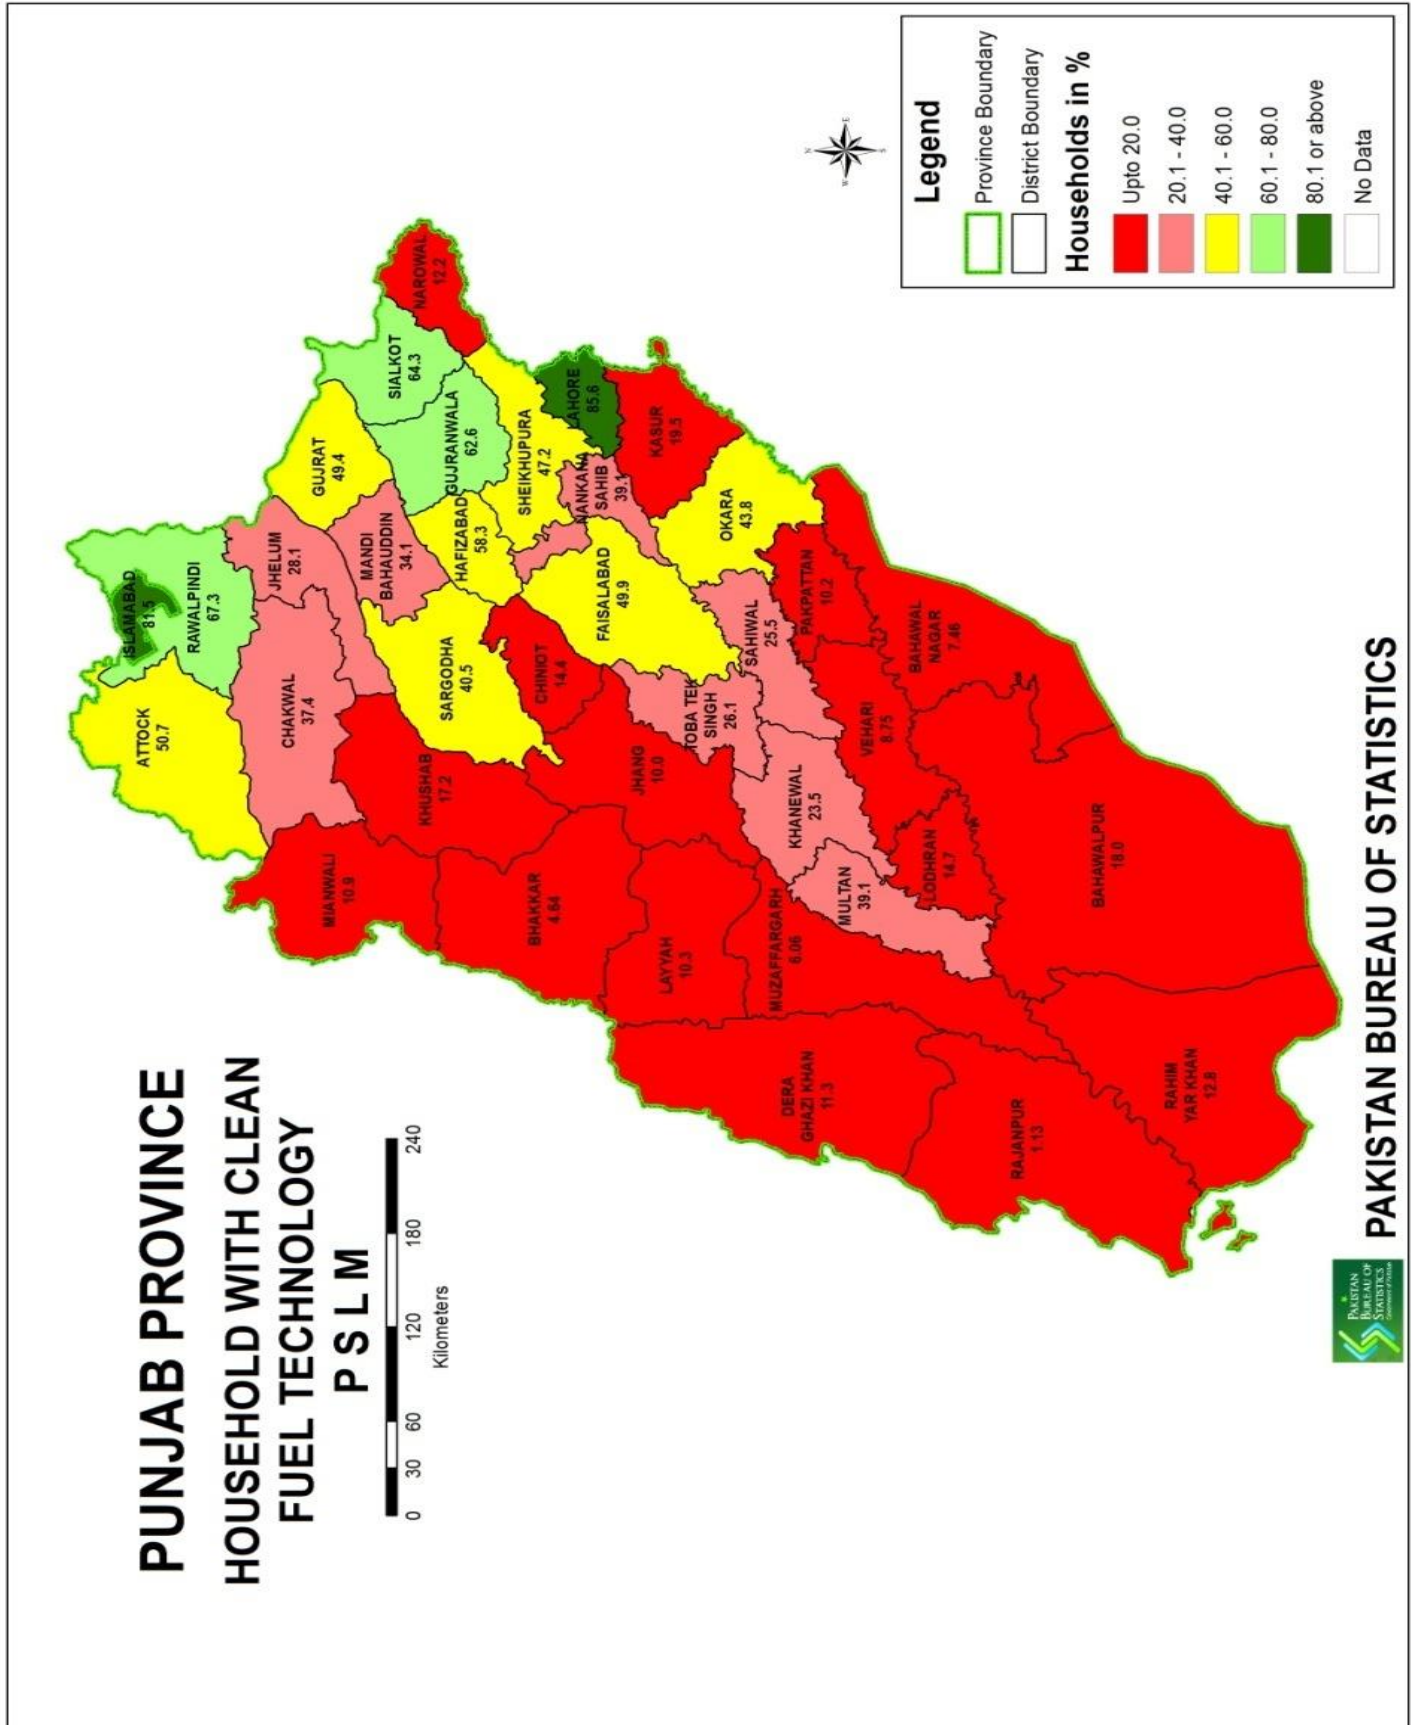 PUNJAB PROVINCE
HOUSEHOLD WITH CLEAN
FUEL TECHNOLOGY
P S L M
0 30 60 120 180 240
Kilometers
ATTOCK
50.7
ISLAMABAD
81.5
RAWALPINDI
67.3
CHAKWAL
37.4
JHELUM
28.1
GUJRAT
49.4
MANDI
BAHAUDDIN
34.1
SIALKOT
64.3
NAROWAL
12.2
GUJRANWALA
62.6
HAFIZABAD
58.3
SHEIKHUPURA
47.2
LAHORE
85.6
NANKANA
SAHIB
39.1
KASUR
19.5
MIANWALI
10.9
KHUSHAB
17.2
SARGODHA
40.5
CHINIOT
14.4
FAISALABAD
49.9
OKARA
43.8
BHAKKAR
4.64
JHANG
10.0
TOBA TEK
SINGH
26.1
SAHIWAL
25.5
PAKPATTAN
10.2
LAYYAH
10.3
MUZAFFARGARH
6.06
KHANEWAL
23.5
MULTAN
39.1
VEHARI
8.75
LODHRAN
14.7
BAHAWAL
NAGAR
7.46
BAHAWALPUR
18.0
DERA
GHAZI KHAN
11.3
RAJANPUR
1.13
RAHIM
YAR KHAN
12.8
N
W
E
S
Legend
Province Boundary
District Boundary
Households in %
Upto 20.0
20.1 - 40.0
40.1 - 60.0
60.1 - 80.0
80.1 or above
No Data
PAKISTAN
BUREAU OF
STATISTICS
PAKISTAN BUREAU OF STATISTICS